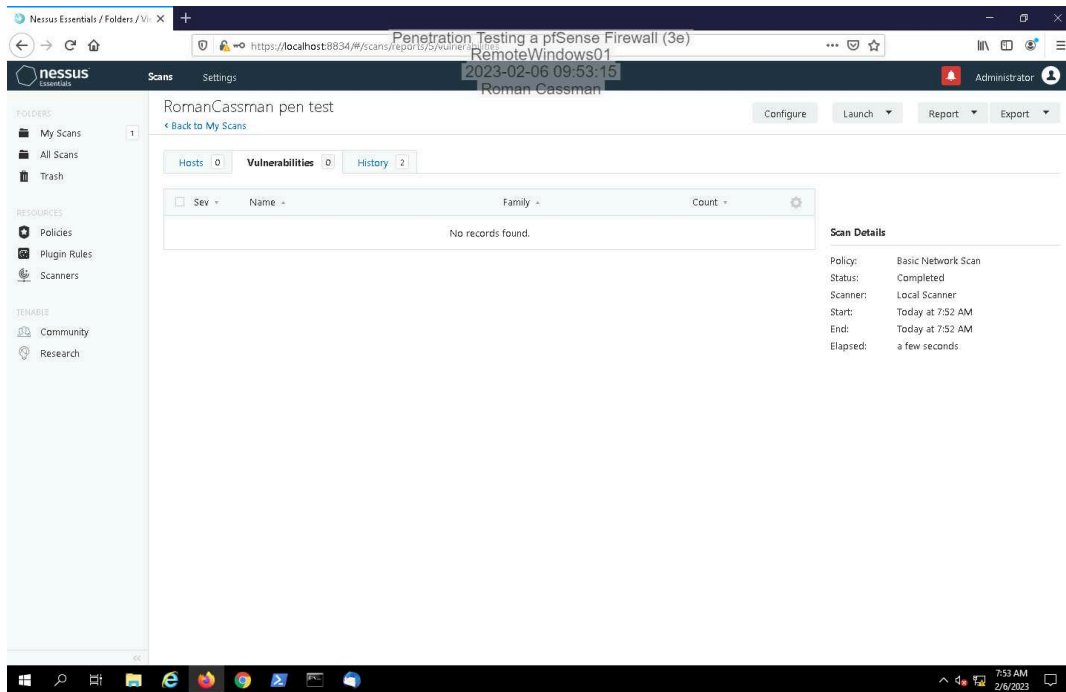 Nessus Essentials / Folders / Vi
https://localhost:8834/#/scans/reports/5/vulnerabilities
Penetration Testing a pfSense Firewall (3e)
RemoteWindows01
2023-02-06 09:53:15
Roman Cassman
nessus
Essentials
Scans
Settings
Administrator
FOLDERS
My Scans 1
All Scans
Trash
RESOURCES
Policies
Plugin Rules
Scanners
TENABLE
Community
Research
RomanCassman pen test
< Back to My Scans
Configure
Launch
Report
Export
Hosts 0
Vulnerabilities 0
History 2
Sev
Name
Family
Count
No records found.
Scan Details
Policy: Basic Network Scan
Status: Completed
Scanner: Local Scanner
Start: Today at 7:52 AM
End: Today at 7:52 AM
Elapsed: a few seconds
7:53 AM
2/6/2023